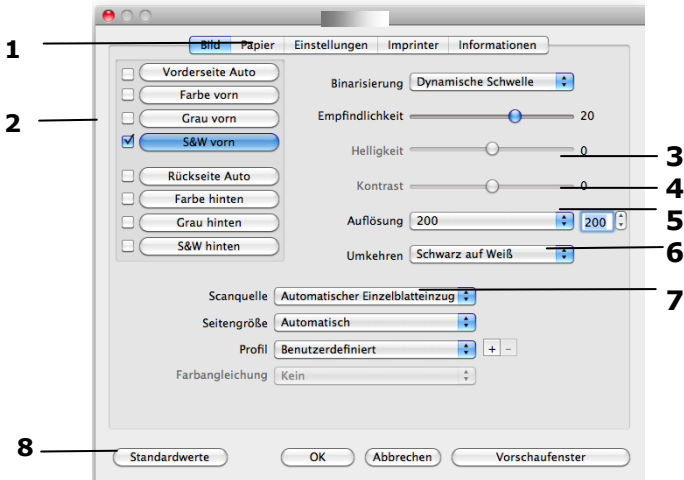 1
Bild Papier Einstellungen Imprinter Informationen
2
Vorderseite Auto
Farbe vorn
Grau vorn
S&W vorn
Rückseite Auto
Farbe hinten
Grau hinten
S&W hinten
Binarisierung Dynamische Schwelle
Empfindlichkeit 20
Helligkeit 0
3
Kontrast 0
4
Auflösung 200 200
5
Umkehren Schwarz auf Weiß
6
Scanquelle Automatischer Einzelblatteinzug
7
Seitengröße Automatisch
Profil Benutzerdefiniert + -
Farbangleichung Kein
8
Standardwerte OK Abbrechen Vorschaufenster